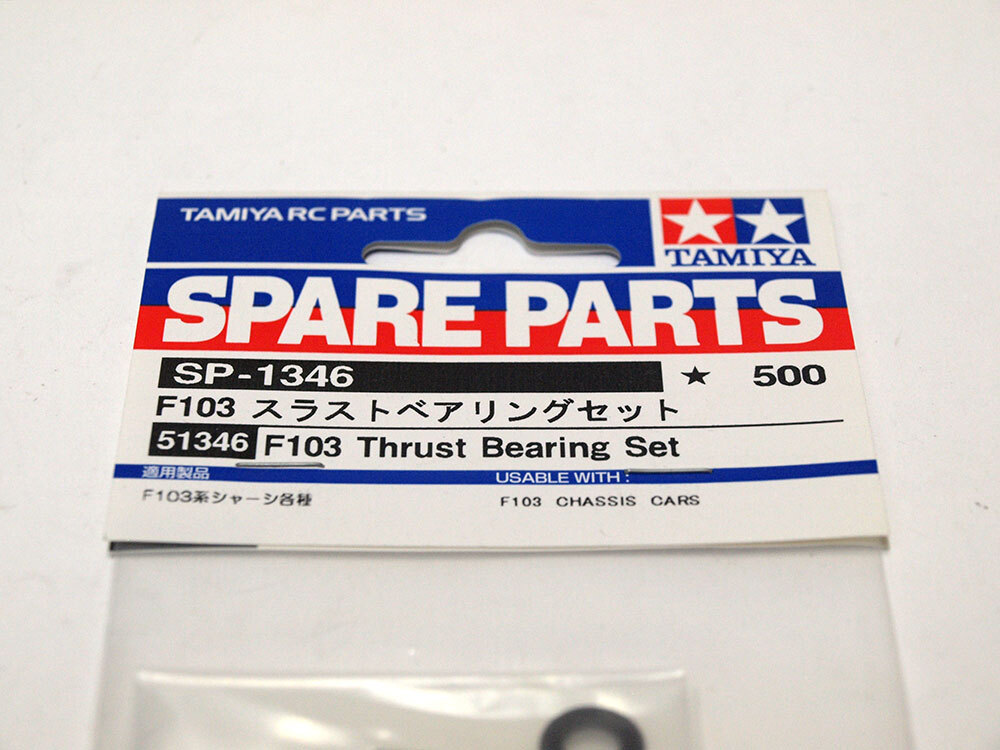 TAMIYA RC PARTS
TAMIYA
SPARE PARTS
SP-1346 ★ 500
F103 スラストベアリングセット
51346 F103 Thrust Bearing Set
適用製品 USABLE WITH :
F103系シャーシ各種 F103 CHASSIS CARS